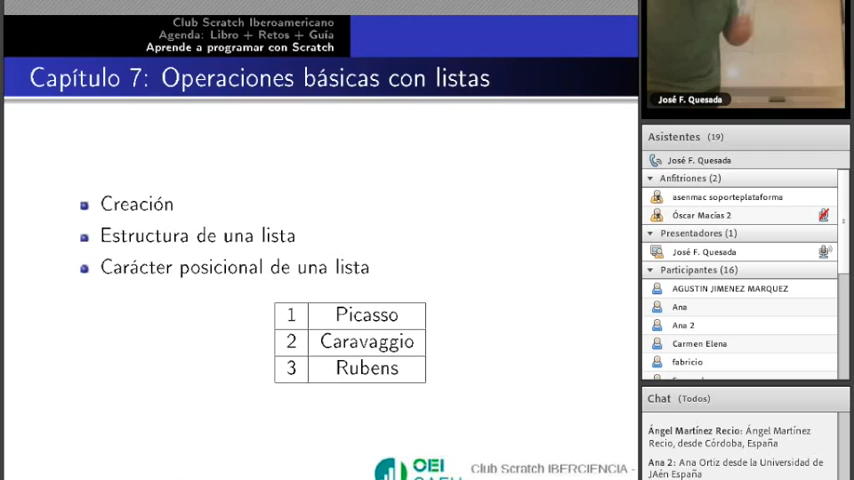 Club Scratch Iberoamericano
Agenda: Libro + Retos + Guía
Aprende a programar con Scratch
Capítulo 7: Operaciones básicas con listas
Creación
Estructura de una lista
Carácter posicional de una lista
1 Picasso
2 Caravaggio
3 Rubens
OEI
Club Scratch IBERCIENCIA -
José F. Quesada
Asistentes (19)
José F. Quesada
Anfitriones (2)
asenmac soporteplataforma
Óscar Macías 2
Presentadores (1)
José F. Quesada
Participantes (16)
AGUSTIN JIMENEZ MARQUEZ
Ana
Ana 2
Carmen Elena
fabricio
Chat (Todos)
Ángel Martínez Recio: Ángel Martínez
Recio, desde Córdoba, España
Ana 2: Ana Ortiz desde la Universidad de
JAén España